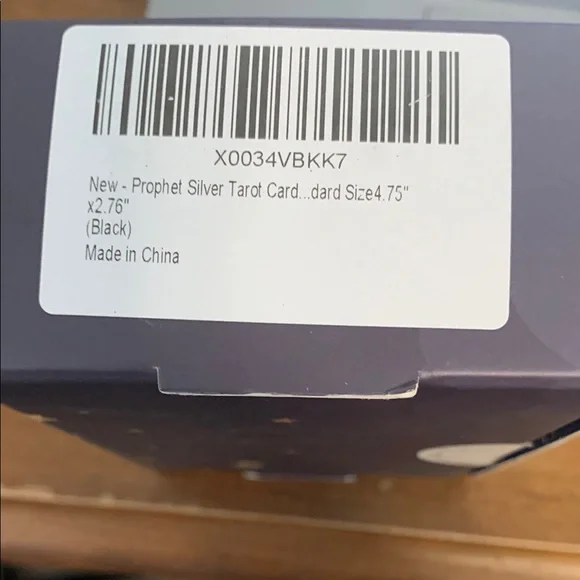 X0034VBKK7
New - Prophet Silver Tarot Card...dard Size4.75"
x2.76"
(Black)
Made in China